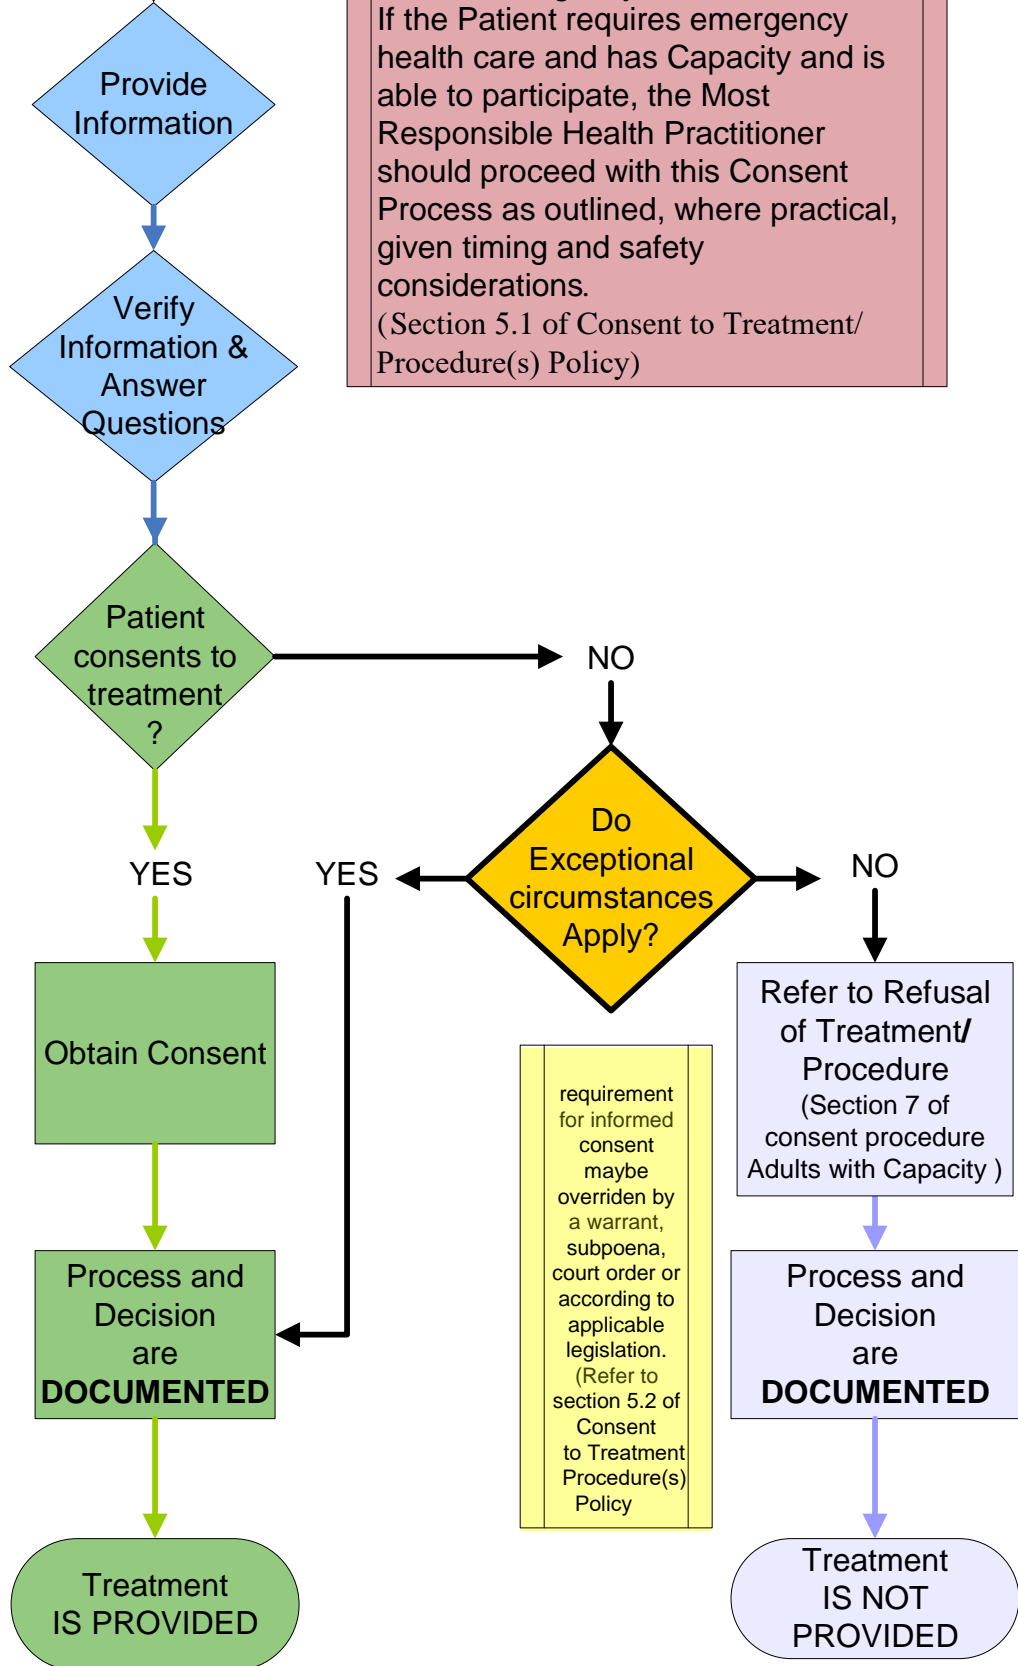 If the Patient requires emergency
health care and has Capacity and is
able to participate, the Most
Responsible Health Practitioner
should proceed with this Consent
Process as outlined, where practical,
given timing and safety
considerations.
(Section 5.1 of Consent to Treatment/
Procedure(s) Policy)
Provide
Information
Verify
Information &
Answer
Questions
Patient
consents to
treatment
?
NO
Do
Exceptional
circumstances
Apply?
YES
YES
NO
Obtain Consent
Refer to Refusal
of Treatment/
Procedure
(Section 7 of
consent procedure
Adults with Capacity )
requirement
for informed
consent
maybe
overriden by
a warrant,
subpoena,
court order or
according to
applicable
legislation.
(Refer to
section 5.2 of
Consent
to Treatment
Procedure(s)
Policy
Process and
Decision
are
DOCUMENTED
Process and
Decision
are
DOCUMENTED
Treatment
IS PROVIDED
Treatment
IS NOT
PROVIDED